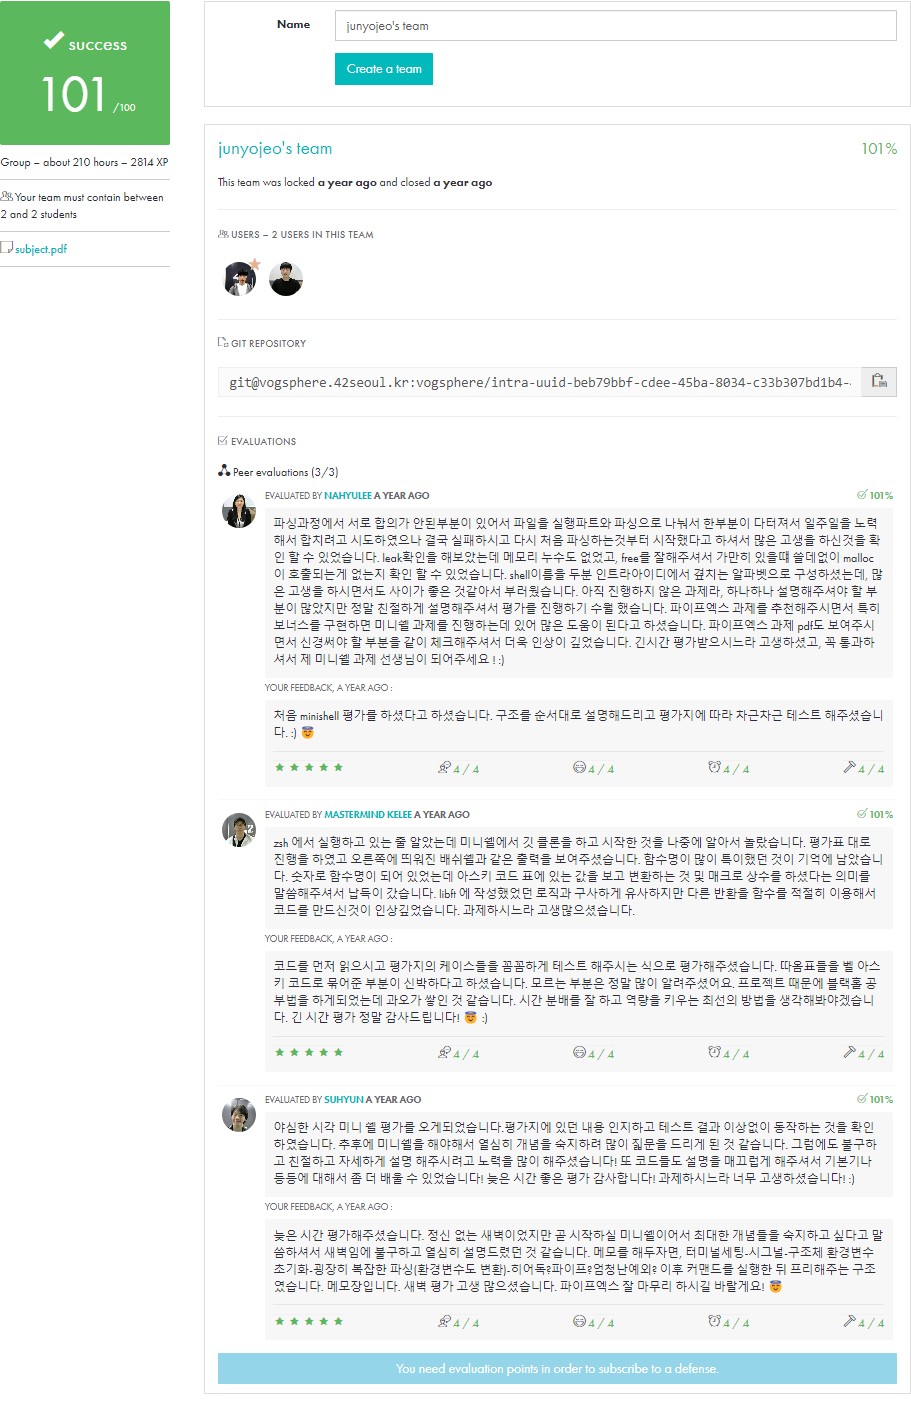 success
101 /100
Group – about 210 hours – 2814 XP
Your team must contain between
2 and 2 students
subject.pdf
Name
junyojeo's team
Create a team
junyojeo's team
101%
This team was locked a year ago and closed a year ago
USERS – 2 USERS IN THIS TEAM
GIT REPOSITORY
git@vogsphere.42seoul.kr:vogsphere/intra-uuid-beb79bbf-cdee-45ba-8034-c33b307bd1b4-
EVALUATIONS
Peer evaluations (3/3)
EVALUATED BY NAHYULEE A YEAR AGO
101%
파싱과정에서 서로 합의가 안된부분이 있어서 파일을 실행파트와 파싱으로 나눠서 한부분이 다터져서 일주일을 노력
해서 합치려고 시도하였으나 결국 실패하시고 다시 처음 파싱하는것부터 시작했다고 하셔서 많은 고생을 하신것을 확
인 할 수 있었습니다. leak확인을 해보았는데 메모리 누수도 없었고, free를 잘해주셔서 가만히 있을떄 쓸데없이 malloc
이 호출되는게 없는지 확인 할 수 있었습니다. shell이름을 두분 인트라아이디에서 겊치는 알파벳으로 구성하셨는데, 많
은 고생을 하시면서도 사이가 좋은 것같아서 부러웠습니다. 아직 진행하지 않은 과제라, 하나하나 설명해주셔야 할 부
분이 많았지만 정말 친절하게 설명해주셔서 평가를 진행하기 수월 했습니다. 파이프엑스 과제를 추천해주시면서 특히
보너스를 구현하면 미니쉘 과제를 진행하는데 있어 많은 도움이 된다고 하셨습니다. 파이프엑스 과제 pdf도 보여주시
면서 신경써야 할 부분을 같이 체크해주셔서 더욱 인상이 깊었습니다. 긴시간 평가받으시느라 고생하셨고, 꼭 통과하
셔서 제 미니쉘 과제 선생님이 되어주세요 ! :)
YOUR FEEDBACK, A YEAR AGO :
처음 minishell 평가를 하셨다고 하셨습니다. 구조를 순서대로 설명해드리고 평가지에 따라 차근차근 테스트 해주셨습니
다. :) 😇
★ ★ ★ ★ ★ 4 / 4 4 / 4 4 / 4 4 / 4
EVALUATED BY MASTERMIND KELEE A YEAR AGO
101%
zsh 에서 실행하고 있는 줄 알았는데 미니쉘에서 깃 클론을 하고 시작한 것을 나중에 알아서 놀랐습니다. 평가표 대로
진행을 하였고 오른쪽에 띄워진 배쉬쉘과 같은 출력을 보여주셨습니다. 함수명이 많이 특이했던 것이 기억에 남았습니
다. 숫자로 함수명이 되어 있었는데 아스키 코드 표에 있는 값을 보고 변환하는 것 및 매크로 상수를 하셨다는 의미를
말씀해주셔서 납득이 갔습니다. libft 에 작성했었던 로직과 구사하게 유사하지만 다른 반환을 함수를 적절히 이용해서
코드를 만드신것이 인상깊었습니다. 과제하시느라 고생많으셨습니다.
YOUR FEEDBACK, A YEAR AGO :
코드를 먼저 읽으시고 평가지의 케이스들을 꼼꼼하게 테스트 해주시는 식으로 평가해주셨습니다. 따옴표들을 벨 아스
키 코드로 묶어준 부분이 신박하다고 하셨습니다. 모르는 부분은 정말 많이 알려주셨어요. 프로젝트 때문에 블랙홀 공
부법을 하게되었는데 과오가 쌓인 것 같습니다. 시간 분배를 잘 하고 역량을 키우는 최선의 방법을 생각해봐야겠습니
다. 긴 시간 평가 정말 감사드립니다! 😇 :)
★ ★ ★ ★ ★ 4 / 4 4 / 4 4 / 4 4 / 4
EVALUATED BY SUHYUN A YEAR AGO
101%
야심한 시각 미니 쉘 평가를 오게되었습니다.평가지에 있던 내용 인지하고 테스트 결과 이상없이 동작하는 것을 확인
하였습니다. 추후에 미니쉘을 해야해서 열심히 개념을 숙지하려 많이 질문을 드리게 된 것 같습니다. 그럼에도 불구하
고 친절하고 자세하게 설명 해주시려고 노력을 많이 해주셨습니다! 또 코드들도 설명을 매끄럽게 해주셔서 기본기나
등등에 대해서 좀 더 배울 수 있었습니다! 늦은 시간 좋은 평가 감사합니다! 과제하시느라 너무 고생하셨습니다! :)
YOUR FEEDBACK, A YEAR AGO :
늦은 시간 평가해주셨습니다. 정신 없는 새벽이었지만 곧 시작하실 미니쉘이어서 최대한 개념들을 숙지하고 싶다고 말
씀하셔서 새벽임에 불구하고 열심히 설명드렸던 것 같습니다. 메모를 해두자면, 터미널세팅-시그널-구조체 환경변수
초기화-굉장히 복잡한 파싱(환경변수도 변환)-히어독?파이프?엄청난예외? 이후 커맨드를 실행한 뒤 프리해주는 구조
였습니다. 메모장입니다. 새벽 평가 고생 많으셨습니다. 파이프엑스 잘 마무리 하시길 바랄게요! 😇
★ ★ ★ ★ ★ 4 / 4 4 / 4 4 / 4 4 / 4
You need evaluation points in order to subscribe to a defense.